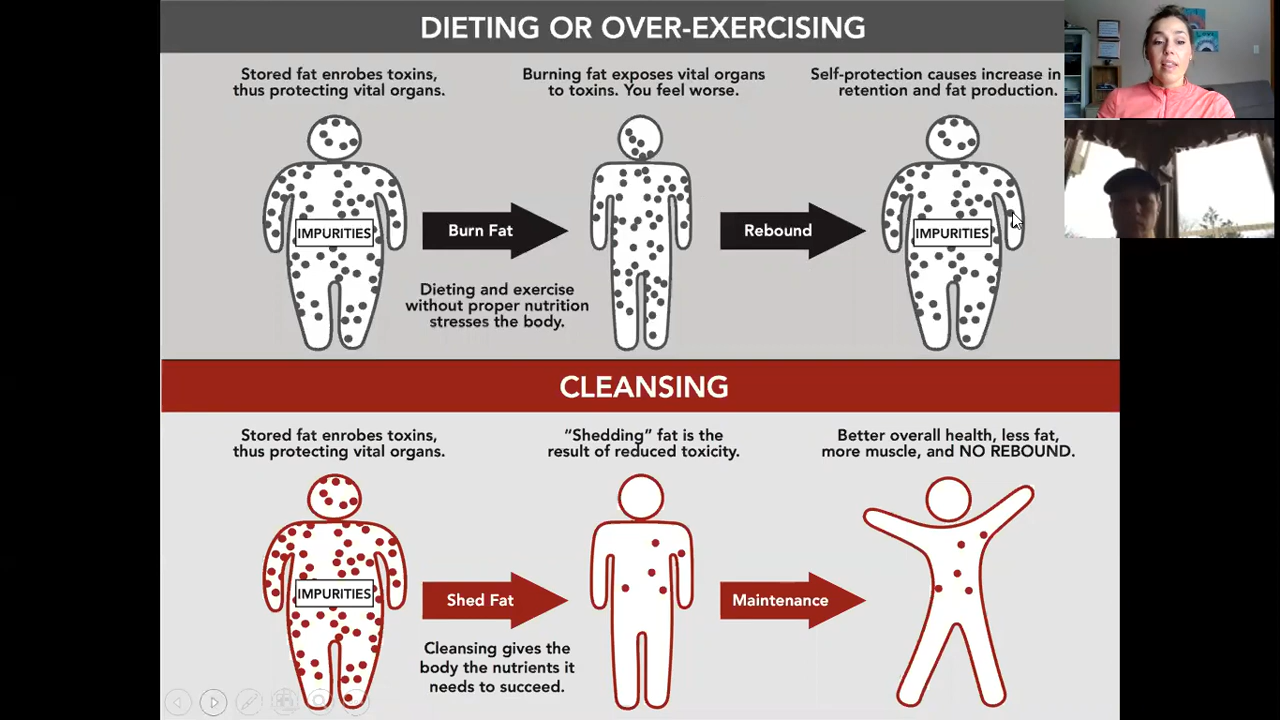 DIETING OR OVER-EXERCISING
Stored fat enrobes toxins,
thus protecting vital organs.
Burning fat exposes vital organs
to toxins. You feel worse.
Self-protection causes increase in
retention and fat production.
IMPURITIES
Burn Fat
Rebound
IMPURITIES
Dieting and exercise
without proper nutrition
stresses the body.
CLEANSING
Stored fat enrobes toxins,
thus protecting vital organs.
“Shedding” fat is the
result of reduced toxicity.
Better overall health, less fat,
more muscle, and NO REBOUND.
IMPURITIES
Shed Fat
Maintenance
Cleansing gives the
body the nutrients it
needs to succeed.